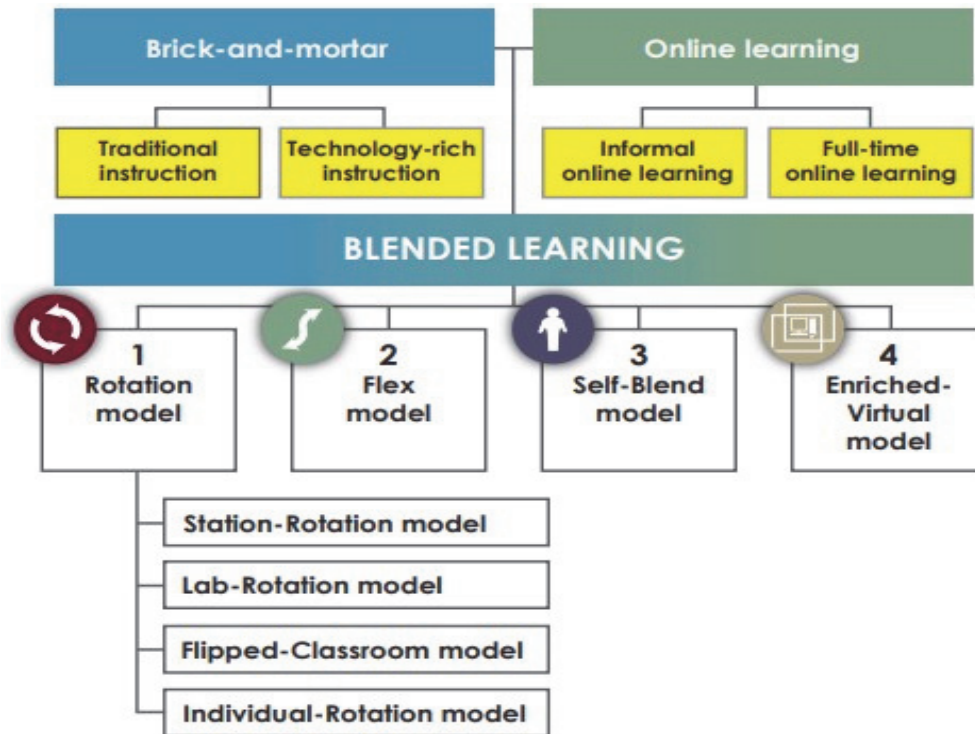 Brick-and-mortar
Online learning
Traditional
instruction
Technology-rich
instruction
Informal
online learning
Full-time
online learning
BLENDED LEARNING
1
Rotation
model
2
Flex
model
3
Self-Blend
model
4
Enriched-
Virtual
model
Station-Rotation model
Lab-Rotation model
Flipped-Classroom model
Individual-Rotation model